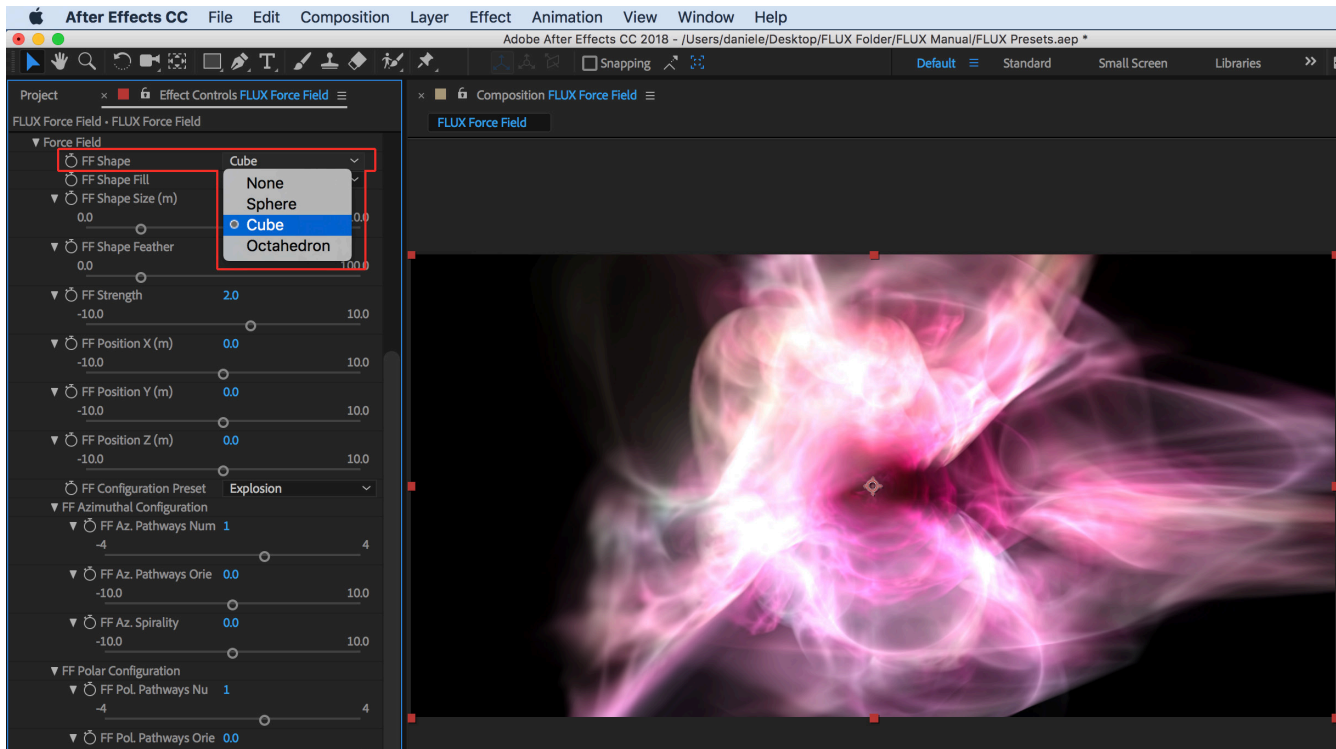 After Effects CC File Edit Composition Layer Effect Animation View Window Help
Adobe After Effects CC 2018 - /Users/daniele/Desktop/FLUX Folder/FLUX Manual/FLUX Presets.aep *
T Snapping Default Standard Small Screen Libraries
Project × Effect Controls FLUX Force Field × Composition FLUX Force Field
FLUX Force Field • FLUX Force Field
FLUX Force Field
Force Field
FF Shape Cube
FF Shape Fill
None
FF Shape Size (m)
Sphere
0.0
Cube
FF Shape Feather
Octahedron
0.0 100.0
FF Strength 2.0
-10.0 10.0
FF Position X (m) 0.0
-10.0 10.0
FF Position Y (m) 0.0
-10.0 10.0
FF Position Z (m) 0.0
-10.0 10.0
FF Configuration Preset Explosion
FF Azimuthal Configuration
FF Az. Pathways Num 1
-4 4
FF Az. Pathways Orie 0.0
-10.0 10.0
FF Az. Spirality 0.0
-10.0 10.0
FF Polar Configuration
FF Pol. Pathways Nu 1
-4 4
FF Pol. Pathways Orie 0.0